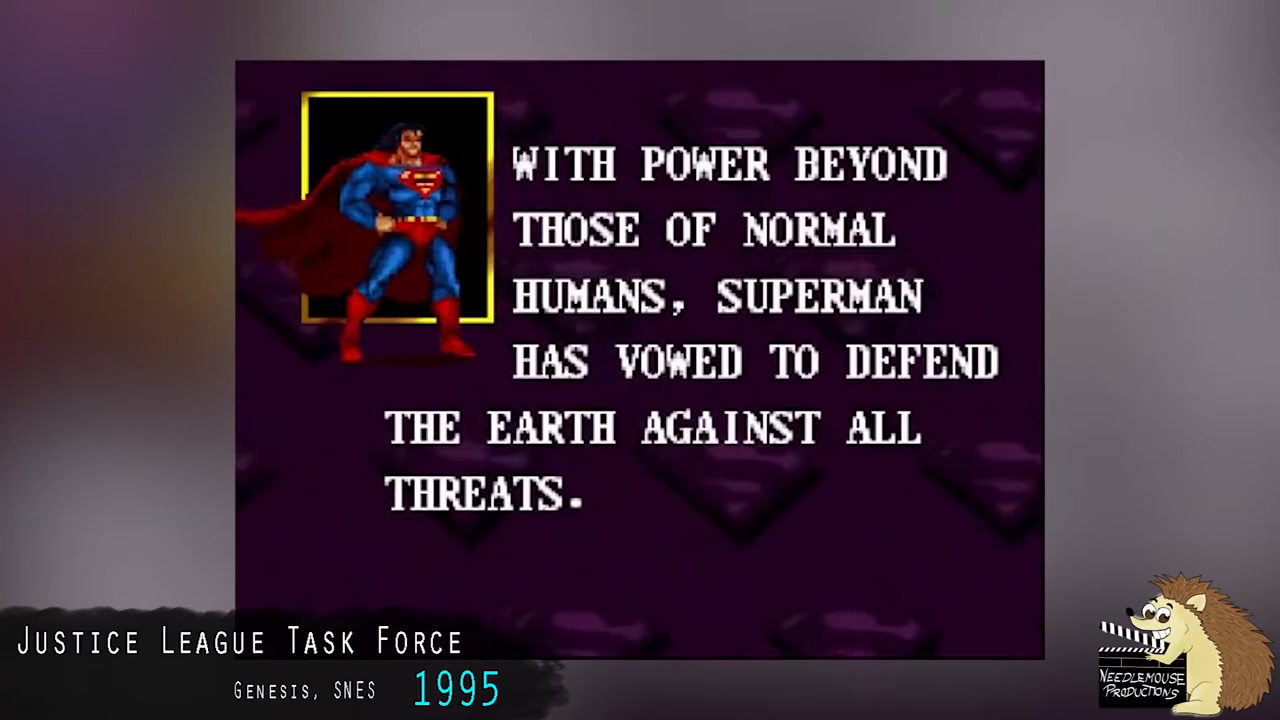 WITH POWER BEYOND
THOSE OF NORMAL
HUMANS, SUPERMAN
HAS VOWED TO DEFEND
THE EARTH AGAINST ALL
THREATS.
JUSTICE LEAGUE TASK FORCE
GENESIS, SNES 1995
NEEDLEMOUSE
PRODUCTIONS